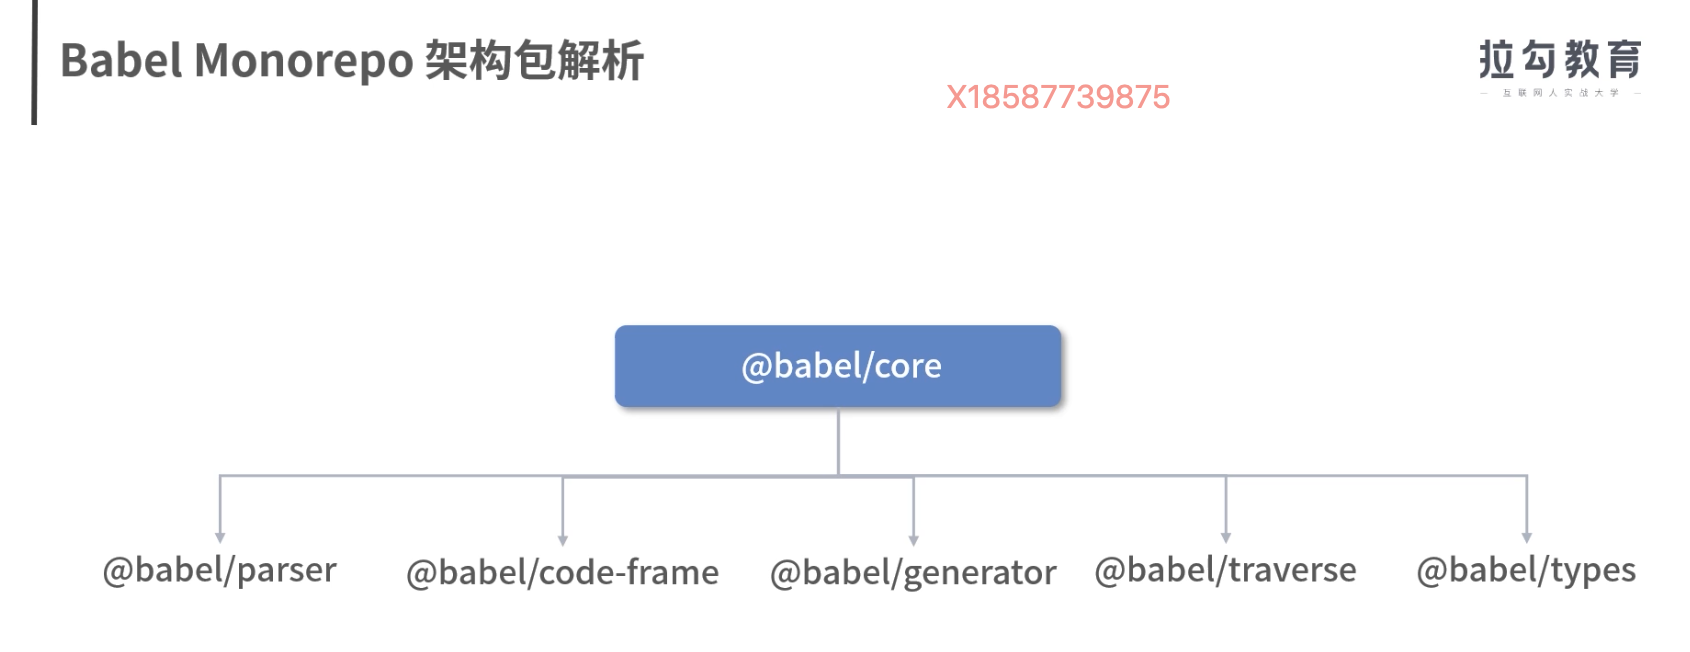 Babel Monorepo 架构包解析
拉勾教育
X18587739875
— 互联网人实战大学 —
@babel/core
@babel/parser
@babel/code-frame
@babel/generator
@babel/traverse
@babel/types